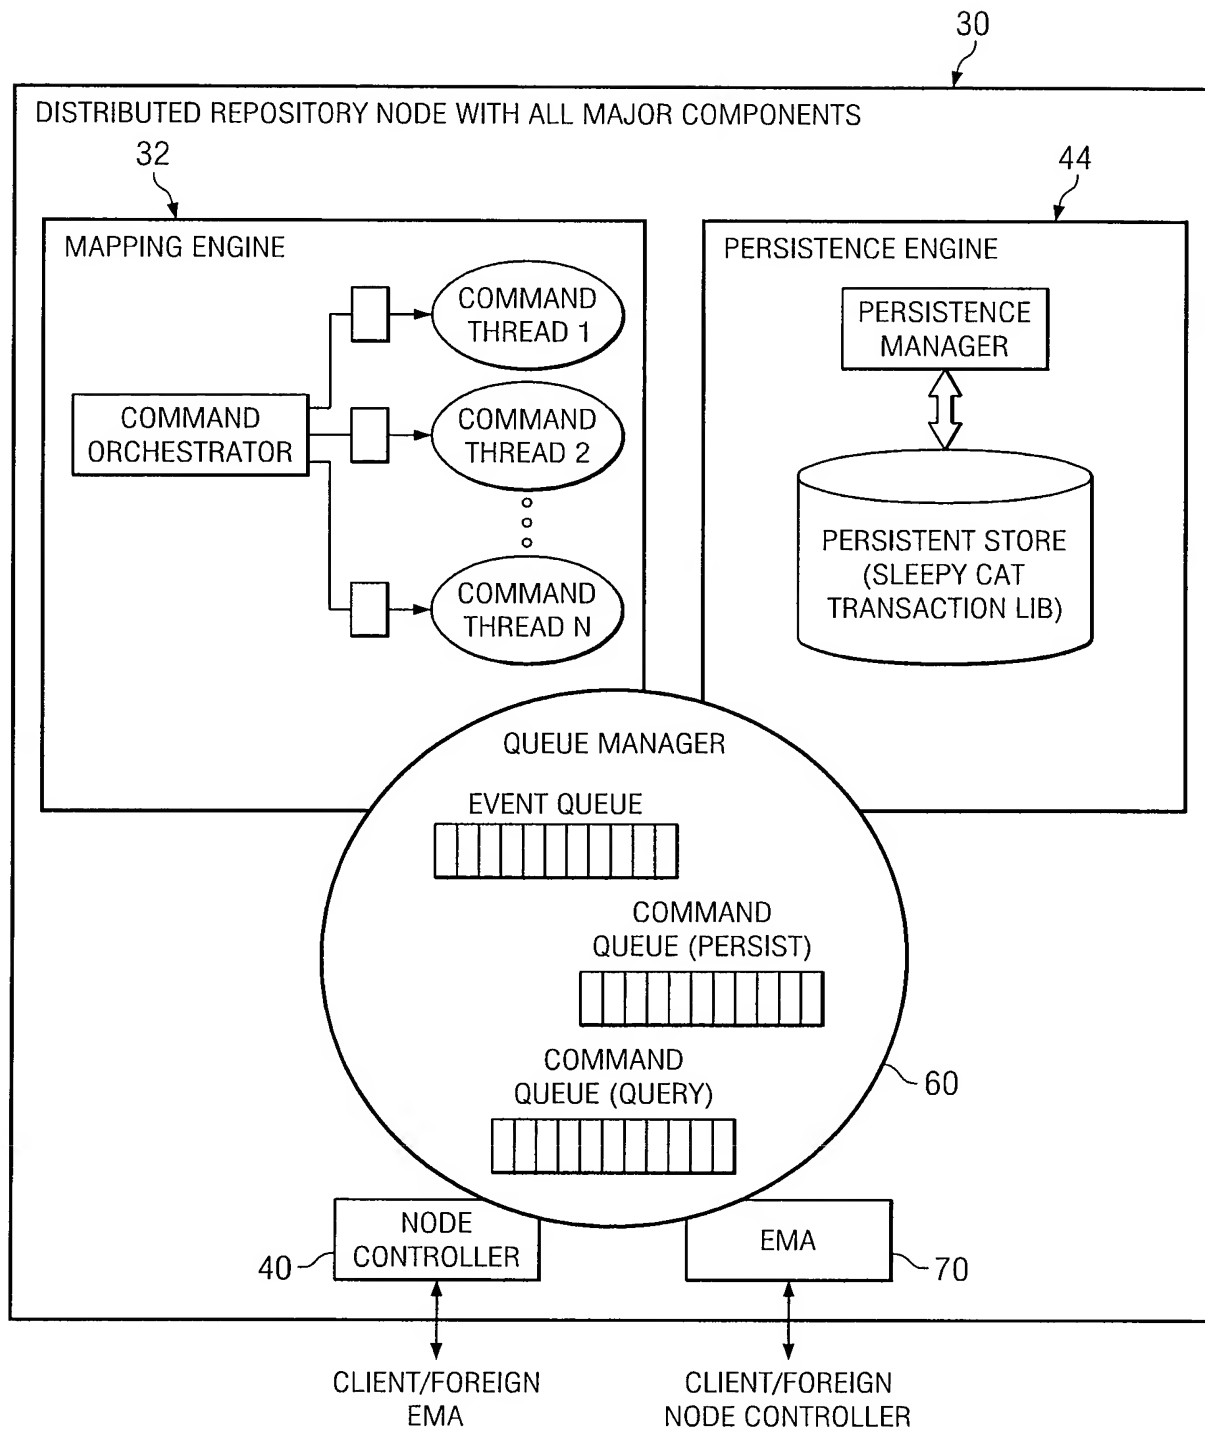 30
DISTRIBUTED REPOSITORY NODE WITH ALL MAJOR COMPONENTS
32
44
MAPPING ENGINE
COMMAND
THREAD 1
COMMAND
ORCHESTRATOR
COMMAND
THREAD 2
COMMAND
THREAD N
PERSISTENCE ENGINE
PERSISTENCE
MANAGER
PERSISTENT STORE
(SLEEPY CAT
TRANSACTION LIB)
QUEUE MANAGER
EVENT QUEUE
COMMAND
QUEUE (PERSIST)
COMMAND
QUEUE (QUERY)
60
NODE
CONTROLLER
40
EMA
70
CLIENT/FOREIGN
EMA
CLIENT/FOREIGN
NODE CONTROLLER